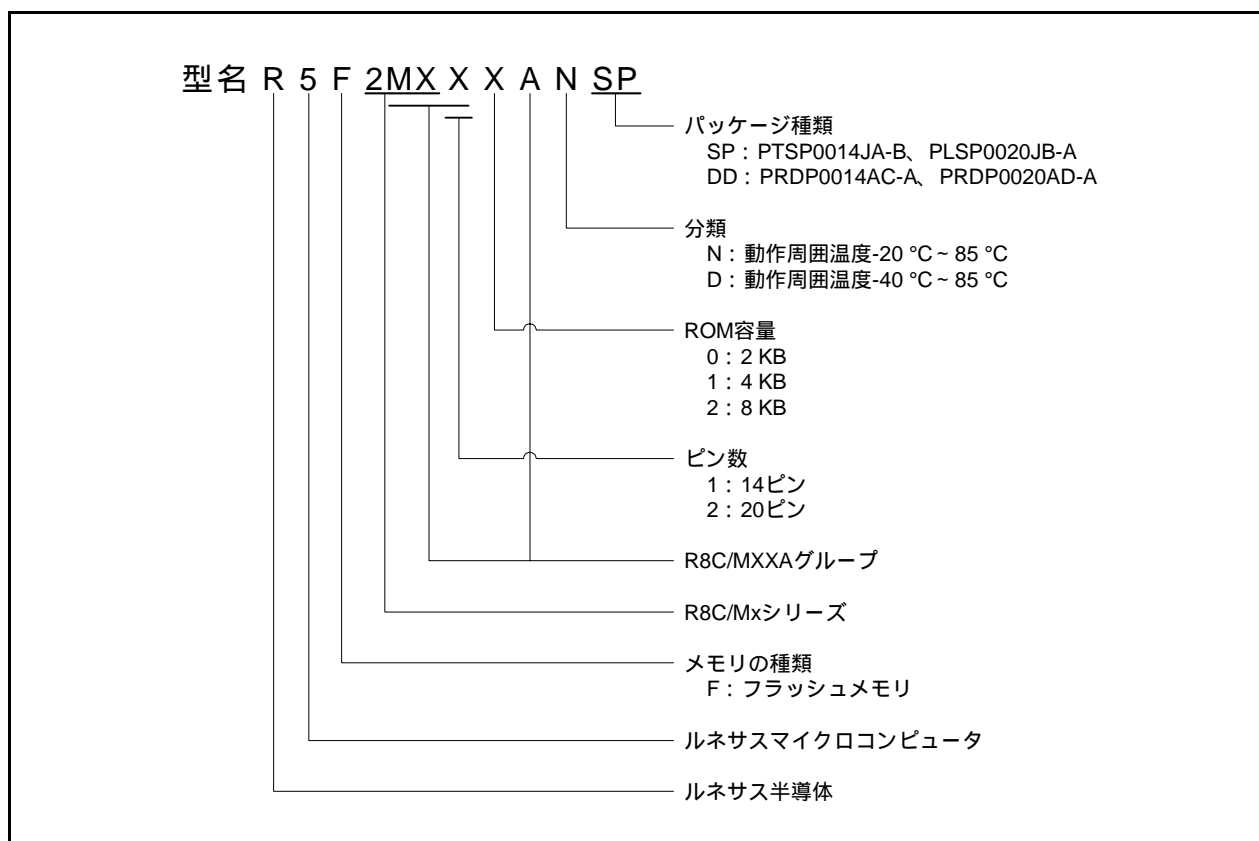 型名 R 5 F 2MX X X A N SP
パッケージ種類
SP：PTSP0014JA-B、PLSP0020JB-A
DD：PRDP0014AC-A、PRDP0020AD-A
分類
N：動作周囲温度-20 °C ~ 85 °C
D：動作周囲温度-40 °C ~ 85 °C
ROM容量
0：2 KB
1：4 KB
2：8 KB
ピン数
1：14ピン
2：20ピン
R8C/MXXAグループ
R8C/Mxシリーズ
メモリの種類
F：フラッシュメモリ
ルネサスマイクロコンピュータ
ルネサス半導体